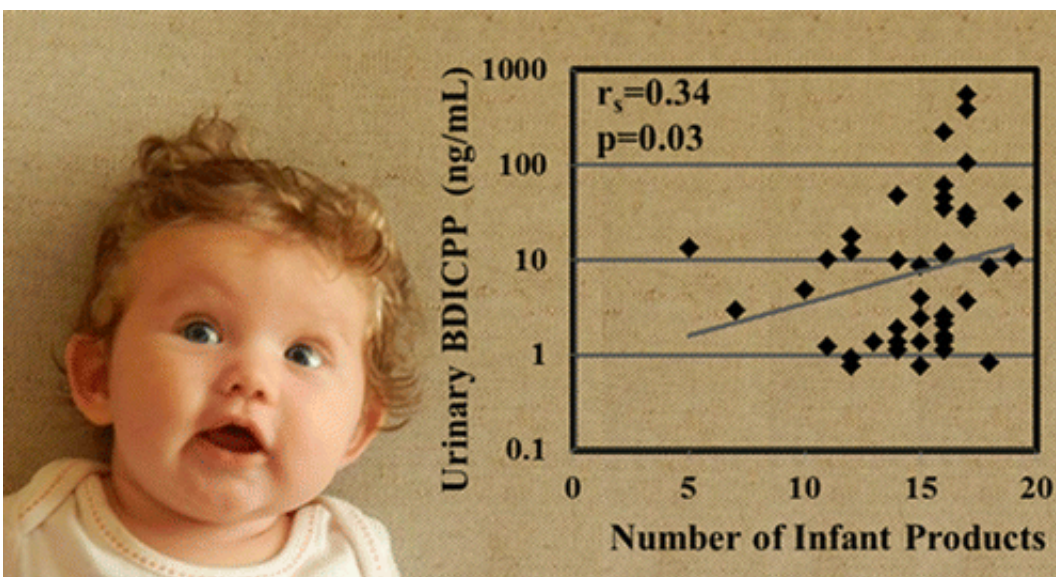 Urinary BDICPP (ng/mL)
1000
100
10
1
0.1
r_s=0.34
p=0.03
0 5 10 15 20
Number of Infant Products